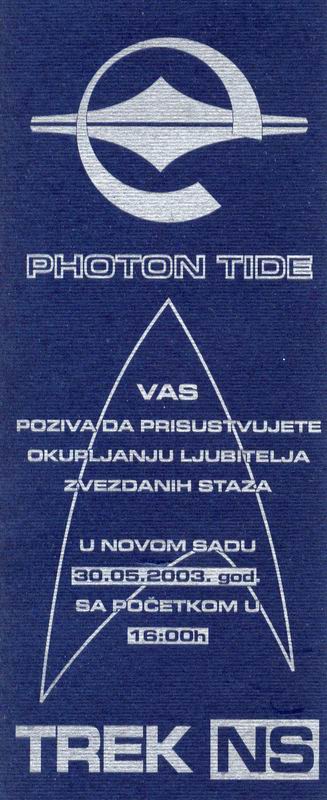 PHOTON TIDE
VAS
POZIVA DA PRISUSTVUJETE
OKUPLJANJU LJUBITELJA
ZVEZDANIH STAZA
U NOVOM SADU
30.05.2003. god.
SA POČETKOM U
16:00h
TREK NS